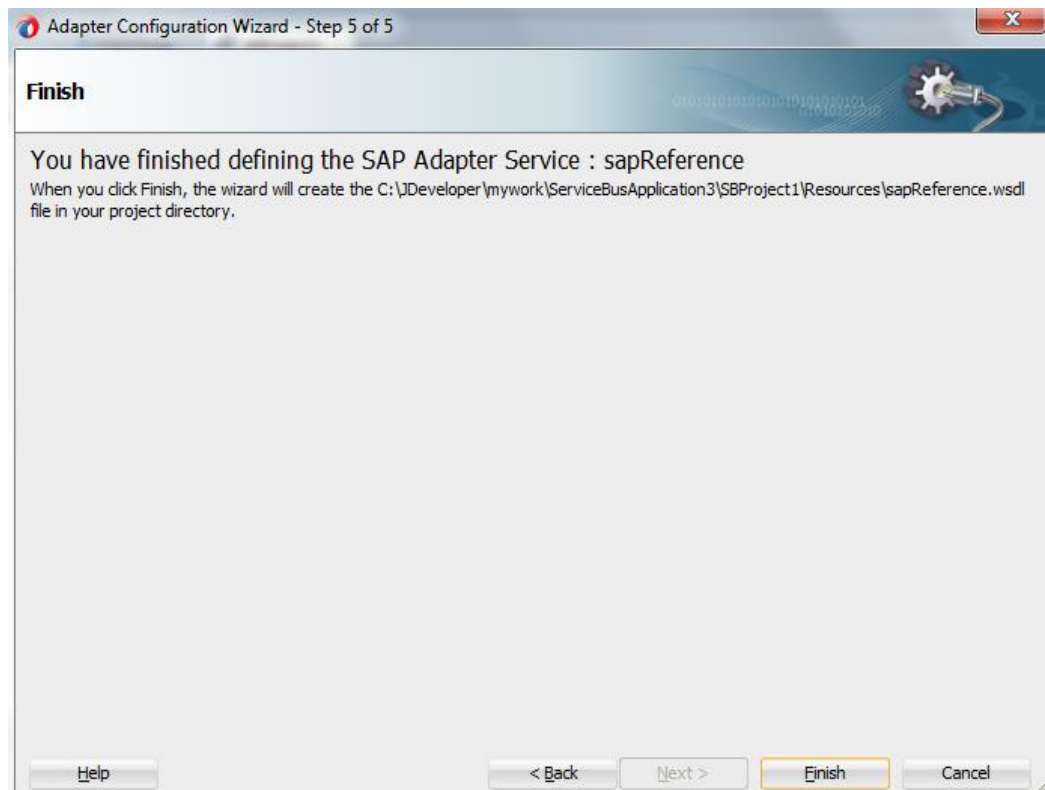 Adapter Configuration Wizard - Step 5 of 5
Finish
You have finished defining the SAP Adapter Service : sapReference
When you click Finish, the wizard will create the C:\JDeveloper\mywork\ServiceBusApplication3\SBProject1\Resources\sapReference.wsdl
file in your project directory.
Help
< Back
Next >
Finish
Cancel